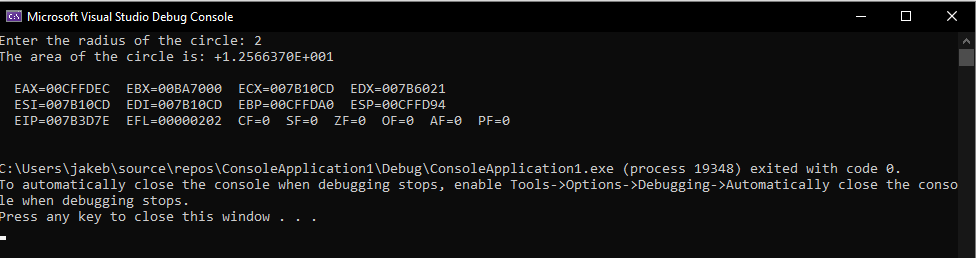 Microsoft Visual Studio Debug Console
Enter the radius of the circle: 2
The area of the circle is: +1.2566370E+001
EAX=00CFFDEC  EBX=00BA7000  ECX=007B10CD  EDX=007B6021
ESI=007B10CD  EDI=007B10CD  EBP=00CFFDA0  ESP=00CFFD94
EIP=007B3D7E  EFL=00000202  CF=0  SF=0  ZF=0  OF=0  AF=0  PF=0
C:\Users\jakeb\source\repos\ConsoleApplication1\Debug\ConsoleApplication1.exe (process 19348) exited with code 0.
To automatically close the console when debugging stops, enable Tools->Options->Debugging->Automatically close the conso
le when debugging stops.
Press any key to close this window . . .